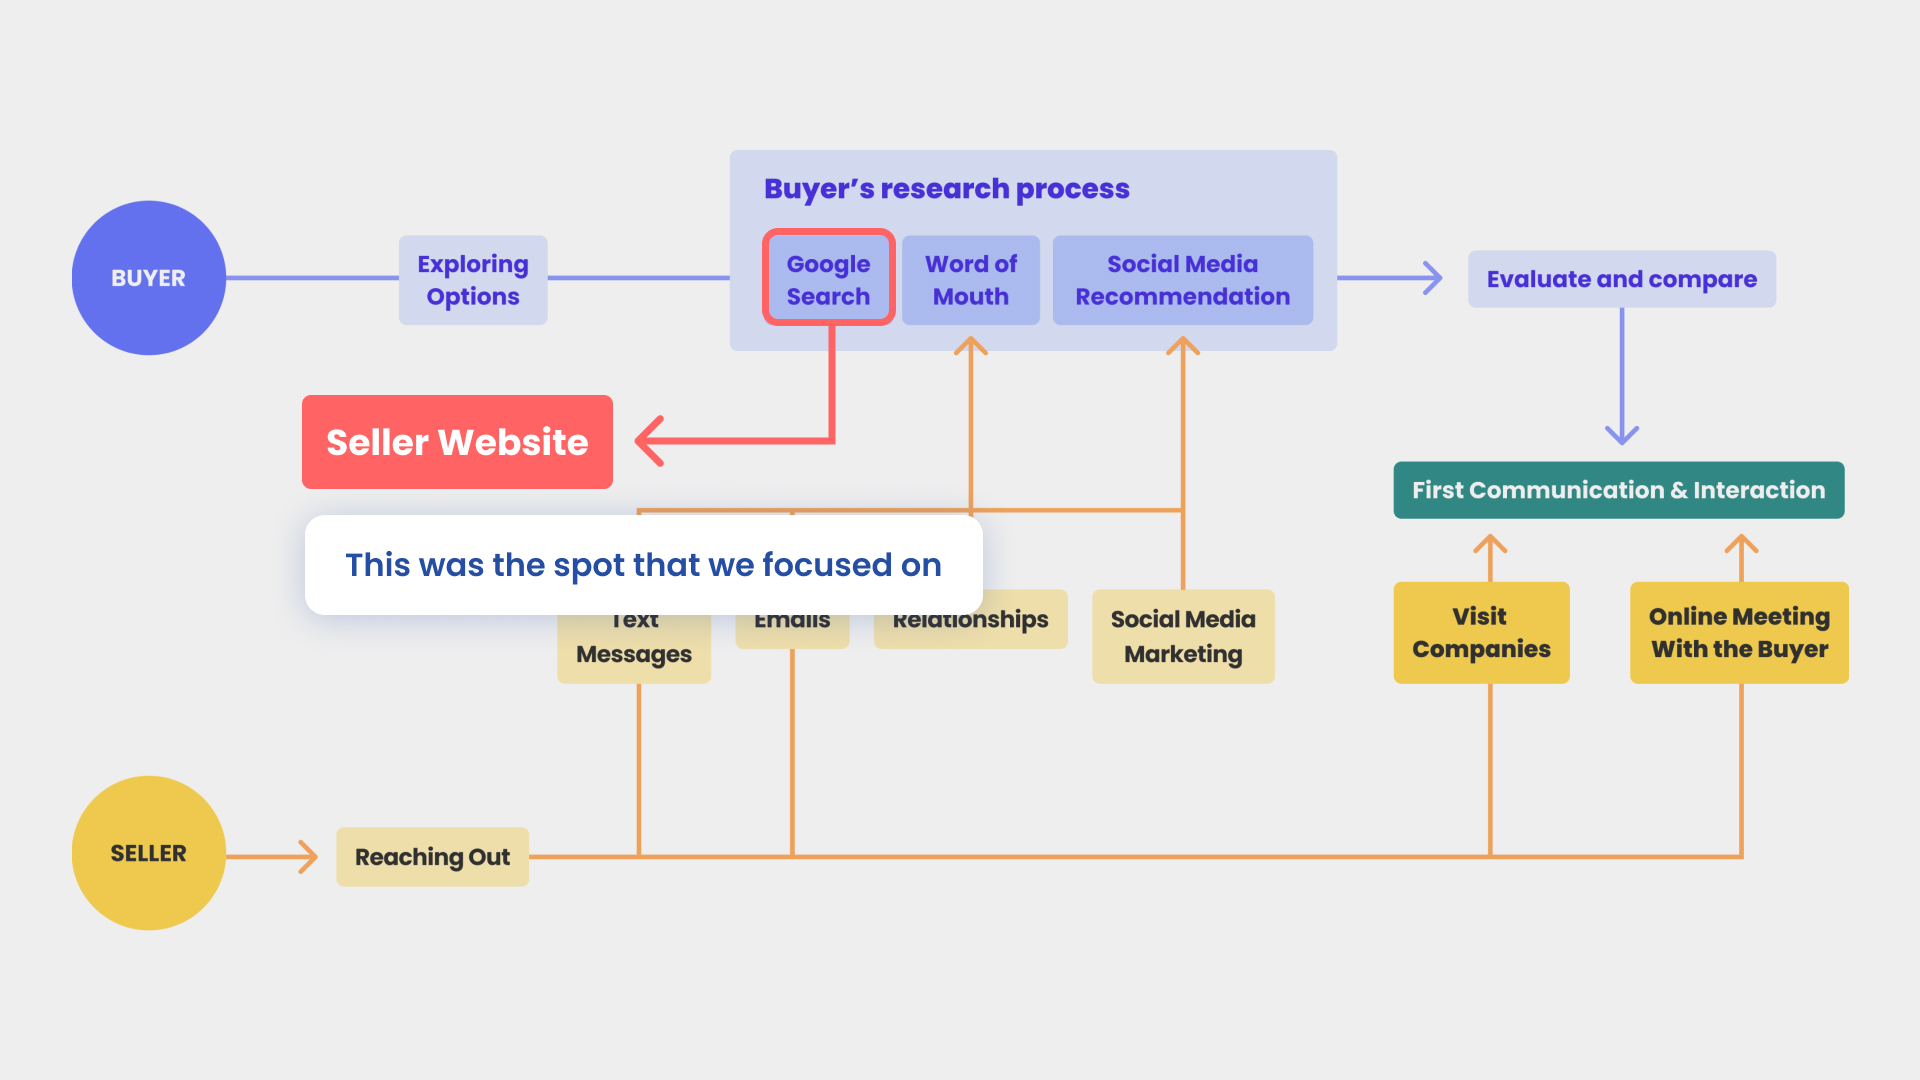 Buyer’s research process
BUYER
Exploring
Options
Google
Search
Word of
Mouth
Social Media
Recommendation
Evaluate and compare
Seller Website
First Communication & Interaction
This was the spot that we focused on
Text
Messages
Emails
Relationships
Social Media
Marketing
Visit
Companies
Online Meeting
With the Buyer
SELLER
Reaching Out